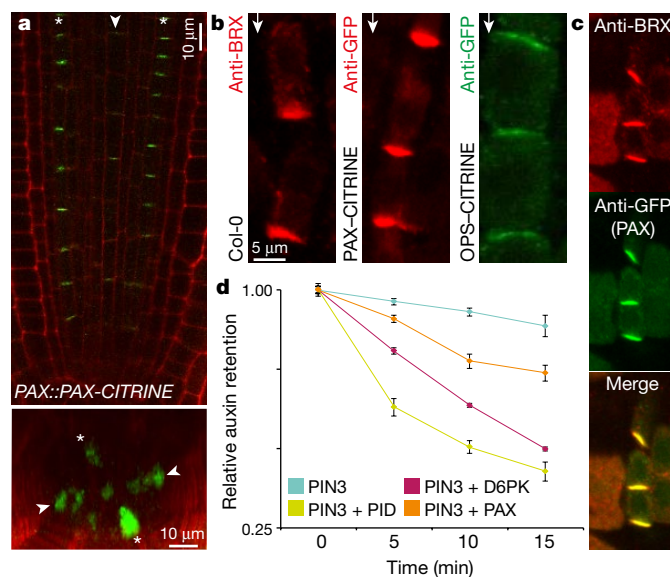 a
*
*
10 µm
PAX::PAX-CITRINE
*
*
10 µm
b
Anti-BRX
Col-0
5 µm
Anti-GFP
PAX–CITRINE
Anti-GFP
OPS–CITRINE
c
Anti-BRX
Anti-GFP
(PAX)
Merge
d
Relative auxin retention
1.00
0.25
PIN3
PIN3 + D6PK
PIN3 + PID
PIN3 + PAX
0
5
10
15
Time (min)